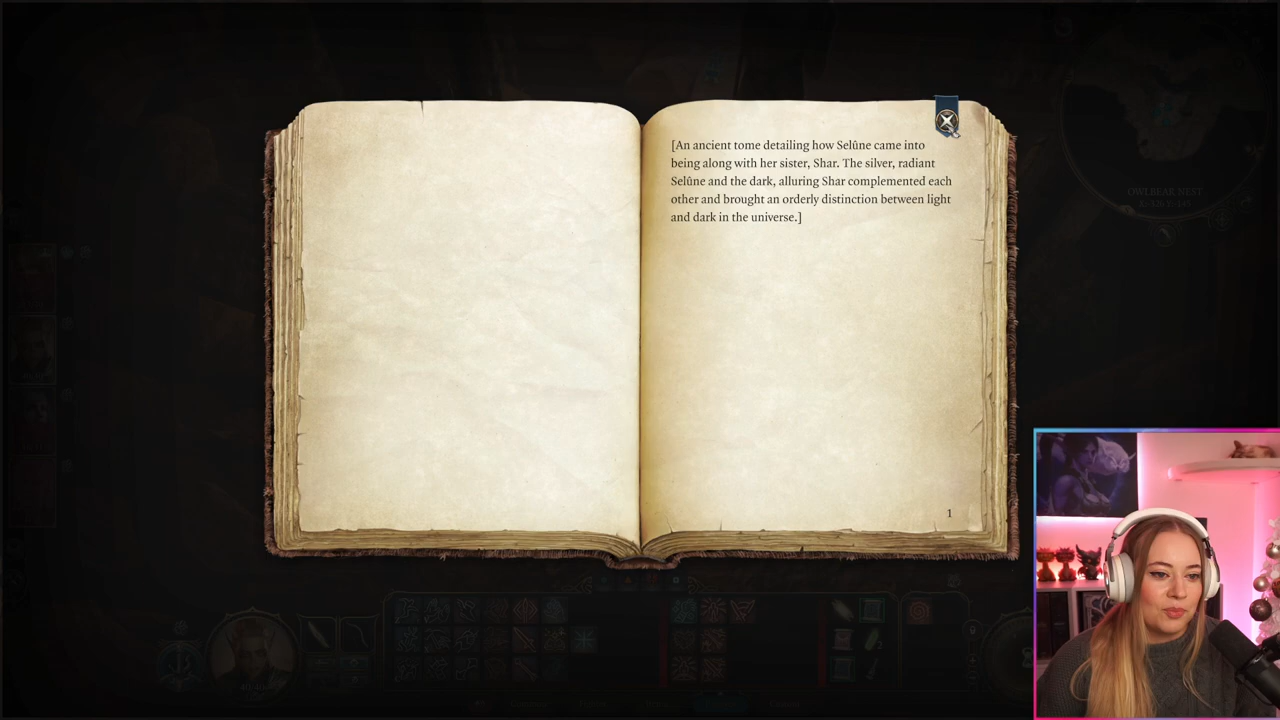 [An ancient tome detailing how Selûne came into
being along with her sister, Shar. The silver, radiant
Selûne and the dark, alluring Shar complemented each
other and brought an orderly distinction between light
and dark in the universe.]
1
OWLBEAR NEST